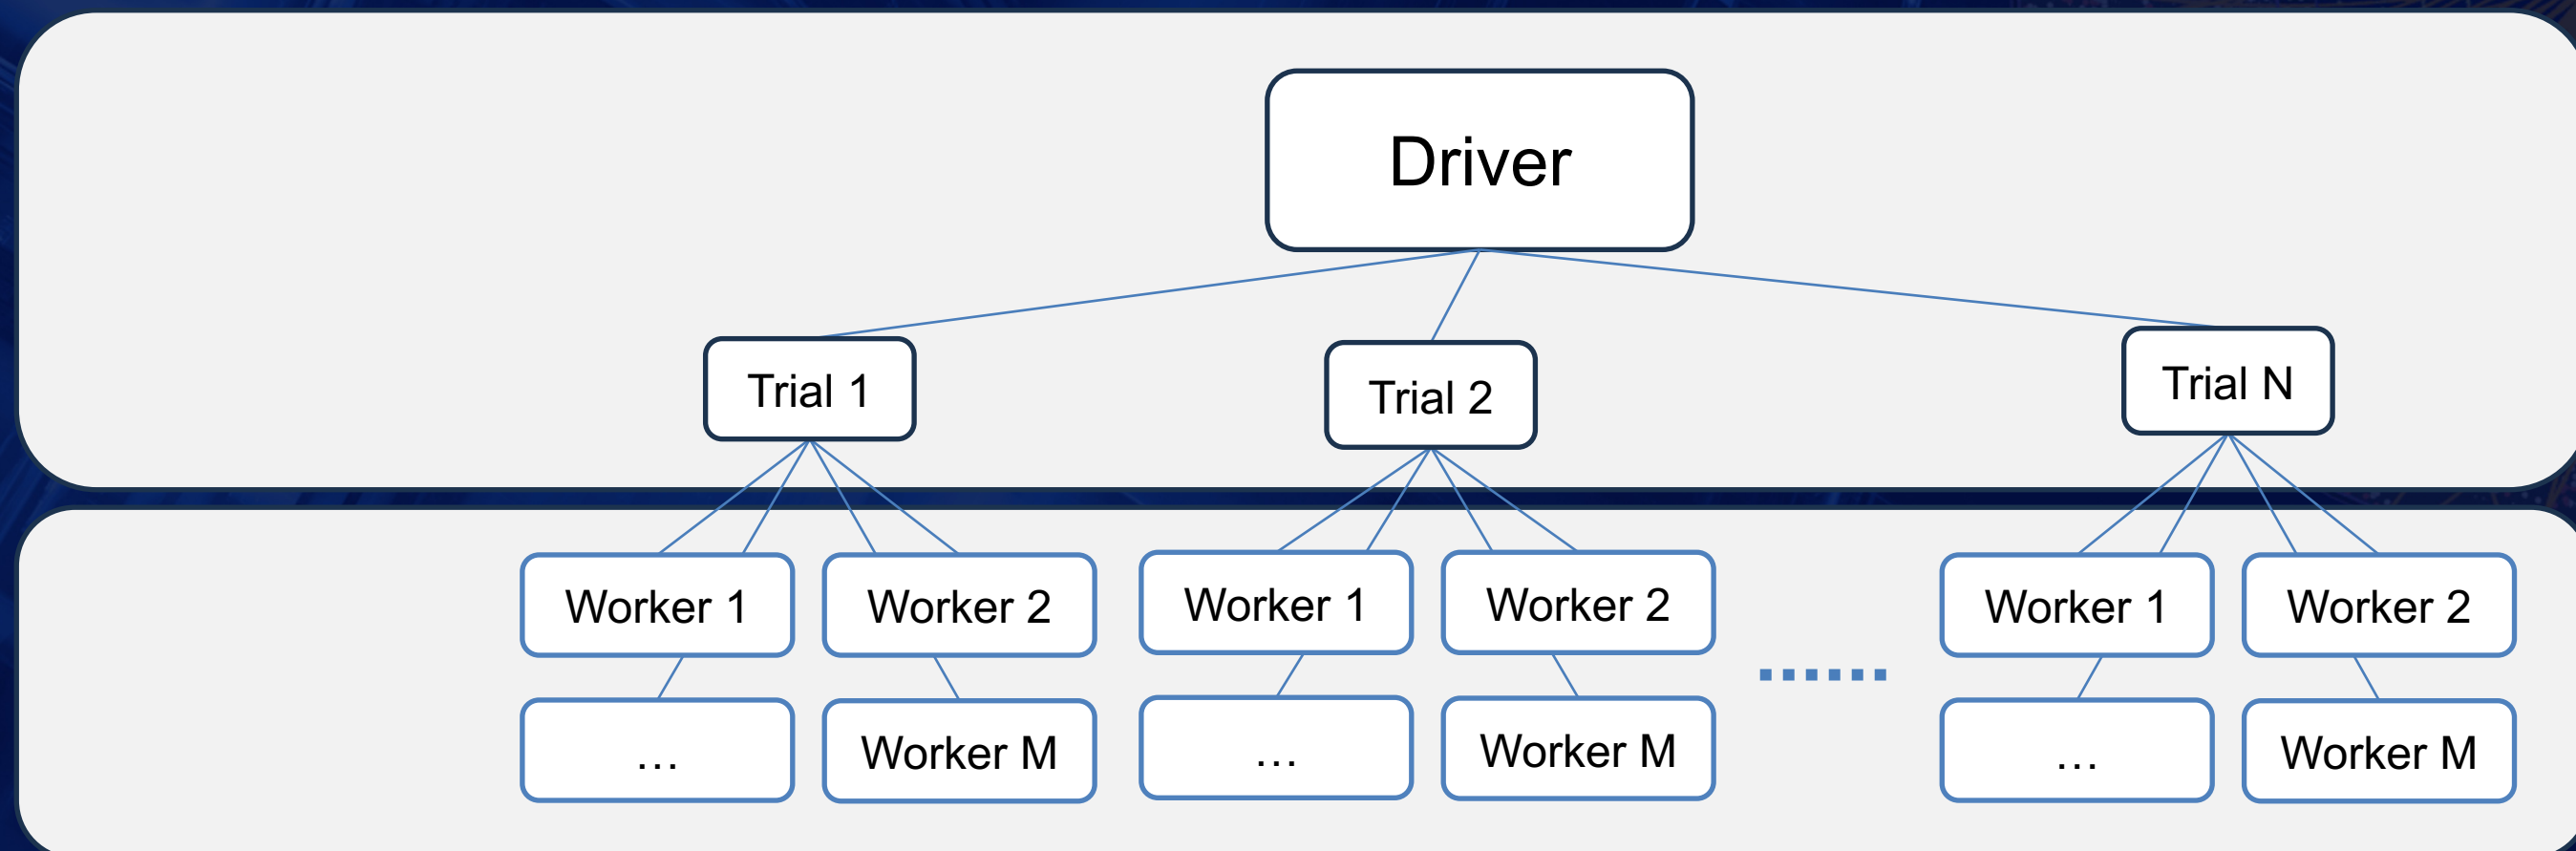 Driver
Trial 1
Trial 2
Trial N
Worker 1
Worker 2
Worker 1
Worker 2
Worker 1
Worker 2
...
Worker M
...
Worker M
...
Worker M